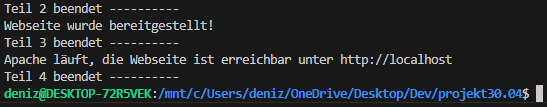 Teil 2 beendet ----------
Webseite wurde bereitgestellt!
Teil 3 beendet ----------
Apache läuft, die Webseite ist erreichbar unter http://localhost
Teil 4 beendet ----------
deniz@DESKTOP-72R5VEK:/mnt/c/Users/deniz/OneDrive/Desktop/Dev/projekt30.04$